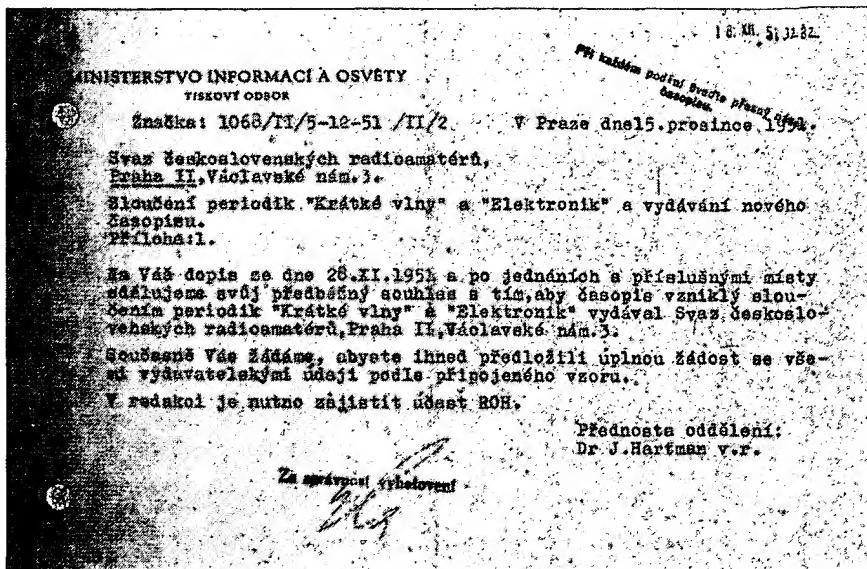 18. XII. 51 31.82
Při každém podání uveďte přesný název
časopisu.
MINISTERSTVO INFORMACÍ A OSVĚTY
TISKOVÝ ODBOR
Značka: 1068/II/5-12-51 /II/2 V Praze dne15.prosince 1951.
Svaz československých radioamatérů,
Praha II,Václavské nám.3.
Sloučení periodik "Krátké vlny" a "Elektronik" a vydávání nového
časopisu.
Příloha:1.
Na Váš dopis ze dne 28.XI.1951 a po jednáních s příslušnými místy
sdělujeme svůj předběžný souhlas s tím,aby časopis vzniklý slou-
čením periodik "Krátké vlny" a "Elektronik" vydával Svaz českoslo-
venských radioamatérů,Praha II,Václavské nám.3.
Současně Vás žádáme, abyste ihned předložili úplnou žádost se vše-
mi vydavatelskými údaji podle připojeného vzoru.
V redakci je nutno zajistit účast ROH.
Přednosta oddělení:
Dr J.Hartman v.r.
Za správnost vyhotovení